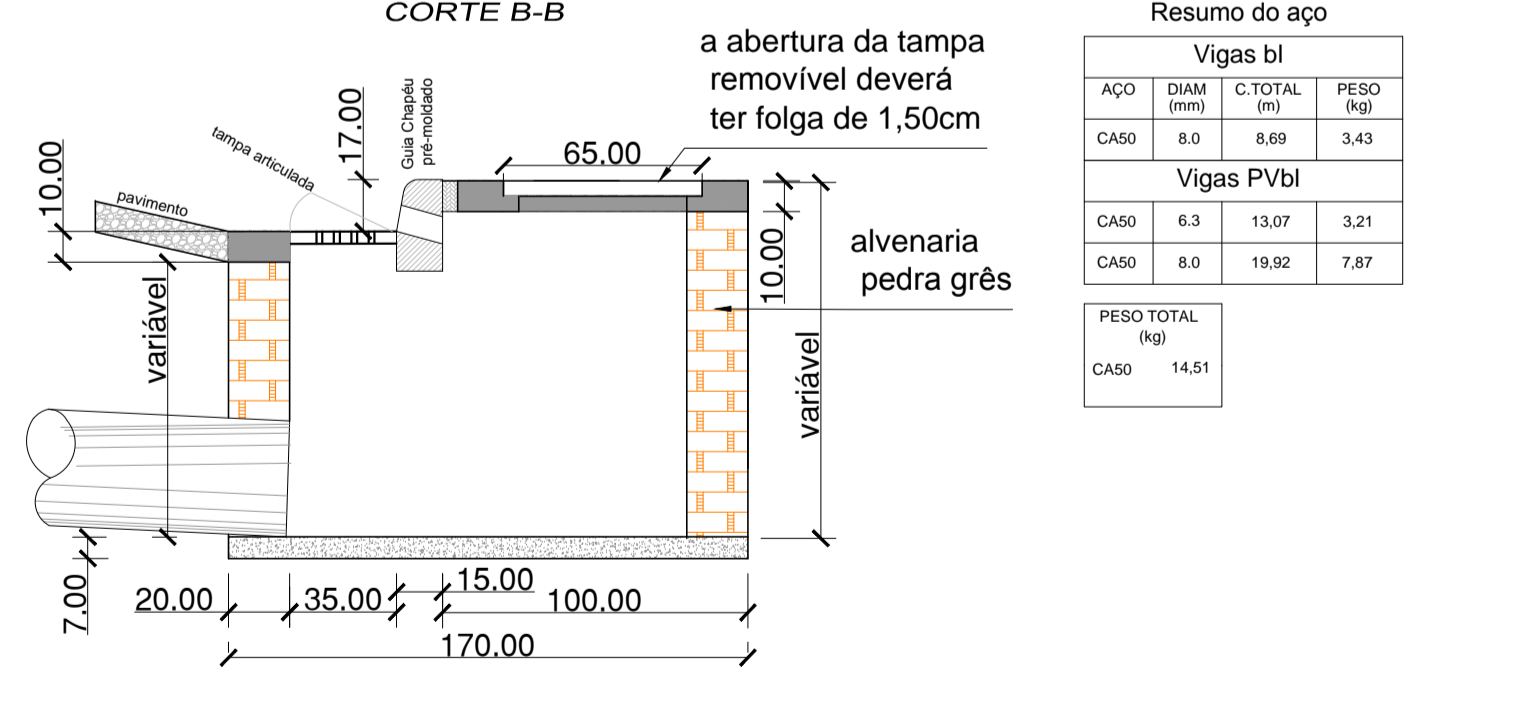 CORTE B-B
a abertura da tampa
removível deverá
ter folga de 1,50cm
Guia Chapéu
pré-moldado
17.00
tampa articulada
65.00
10.00
pavimento
10.00
alvenaria
pedra grês
variável
variável
7.00
20.00
35.00
15.00
100.00
170.00
Resumo do aço
Vigas bl
AÇO DIAM (mm) C.TOTAL (m) PESO (kg)
CA50 8.0 8,69 3,43
Vigas PVbl
CA50 6.3 13,07 3,21
CA50 8.0 19,92 7,87
PESO TOTAL
(kg)
CA50 14,51